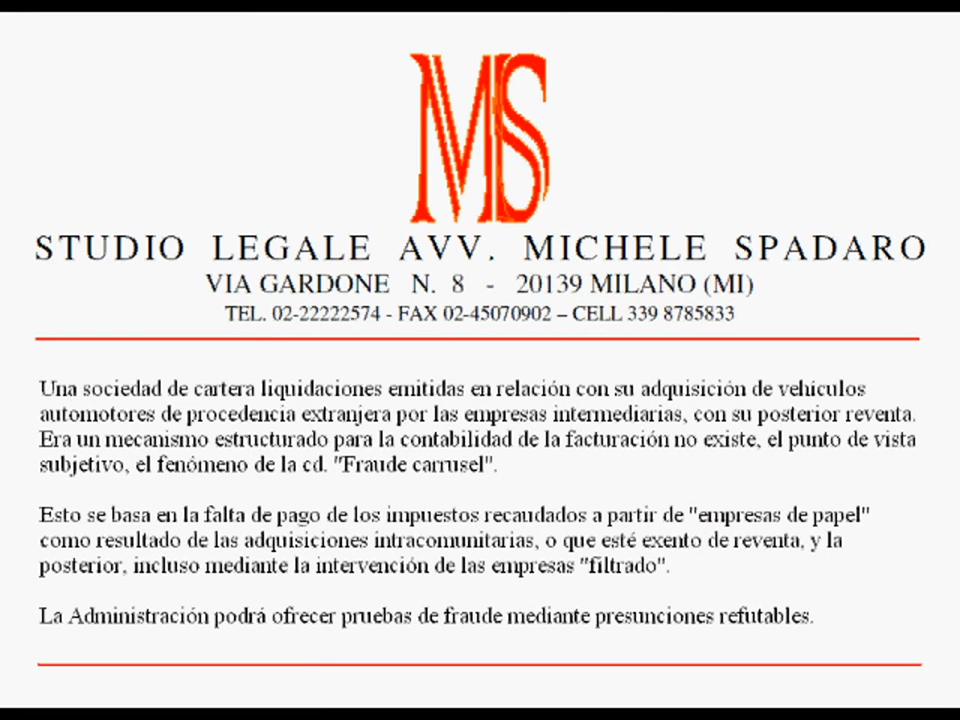 MS
STUDIO LEGALE AVV. MICHELE SPADARO
VIA GARDONE N. 8 - 20139 MILANO (MI)
TEL. 02-22222574 - FAX 02-45070902 – CELL 339 8785833
Una sociedad de cartera liquidaciones emitidas en relación con su adquisición de vehículos
automotores de procedencia extranjera por las empresas intermediarias, con su posterior reventa.
Era un mecanismo estructurado para la contabilidad de la facturación no existe, el punto de vista
subjetivo, el fenómeno de la cd. "Fraude carrusel".
Esto se basa en la falta de pago de los impuestos recaudados a partir de "empresas de papel"
como resultado de las adquisiciones intracomunitarias, o que esté exento de reventa, y la
posterior, incluso mediante la intervención de las empresas "filtrado".
La Administración podrá ofrecer pruebas de fraude mediante presunciones refutables.